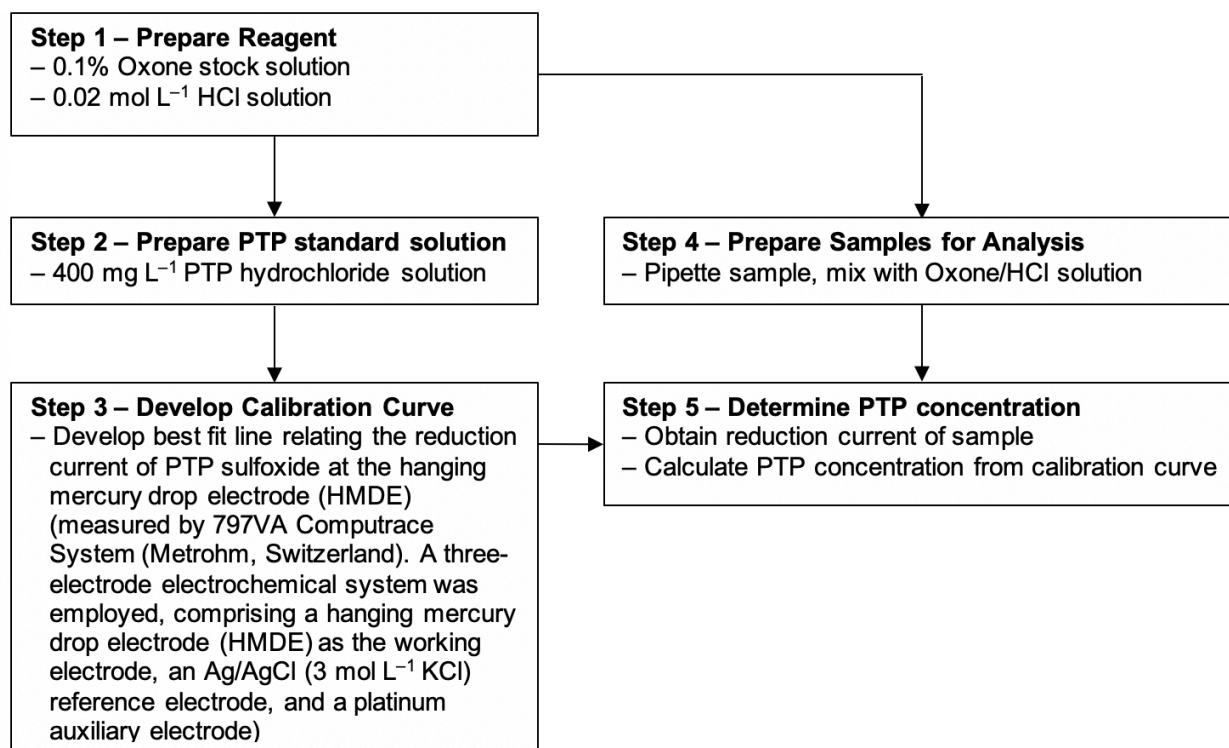 Step 1 – Prepare Reagent
– 0.1% Oxone stock solution
– 0.02 mol L⁻¹ HCl solution
Step 2 – Prepare PTP standard solution
– 400 mg L⁻¹ PTP hydrochloride solution
Step 3 – Develop Calibration Curve
– Develop best fit line relating the reduction
current of PTP sulfoxide at the hanging
mercury drop electrode (HMDE)
(measured by 797VA Computrace
System (Metrohm, Switzerland). A three-
electrode electrochemical system was
employed, comprising a hanging mercury
drop electrode (HMDE) as the working
electrode, an Ag/AgCl (3 mol L⁻¹ KCl)
reference electrode, and a platinum
auxiliary electrode)
Step 4 – Prepare Samples for Analysis
– Pipette sample, mix with Oxone/HCl solution
Step 5 – Determine PTP concentration
– Obtain reduction current of sample
– Calculate PTP concentration from calibration curve